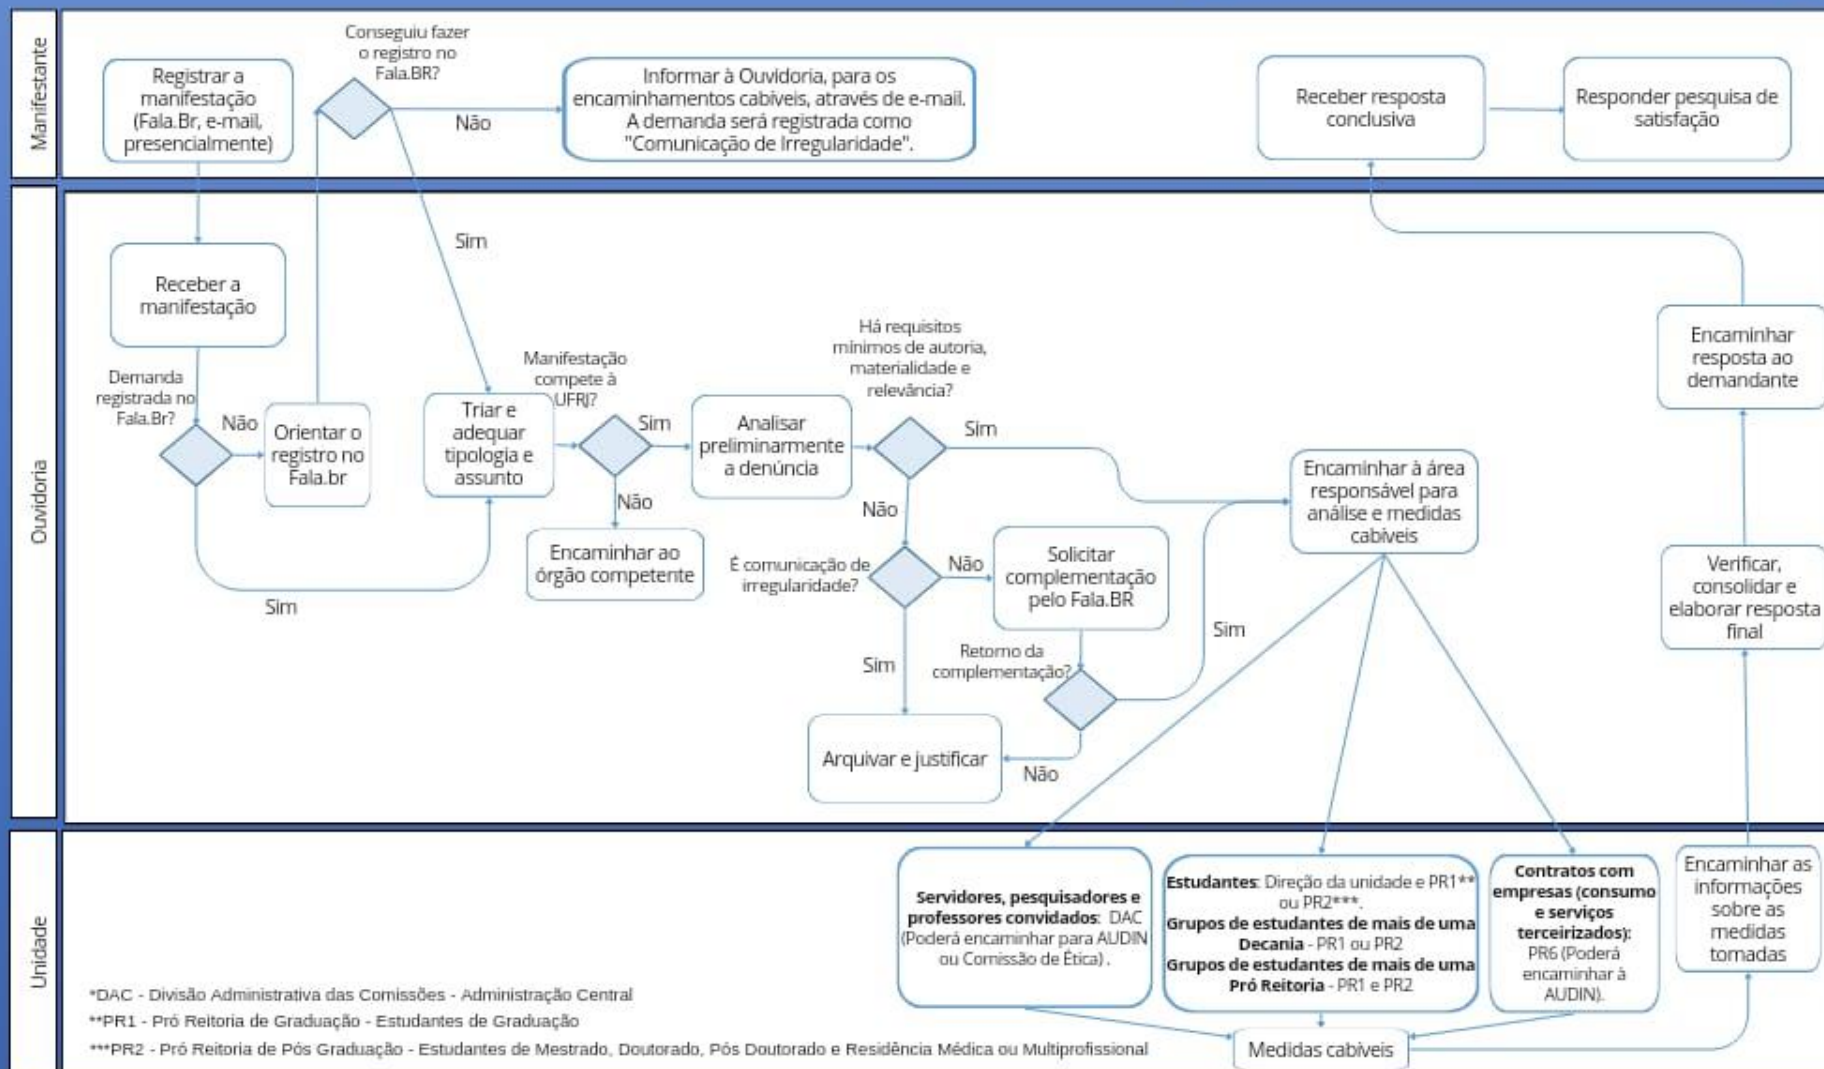 Manifestante
Registrar a
manifestação
(Fala.Br, e-mail,
presencialmente)
Conseguiu fazer
o registro no
Fala.BR?
Não
Informar à Ouvidoria, para os
encaminhamentos cabíveis, através de e-mail.
A demanda será registrada como
"Comunicação de Irregularidade".
Receber resposta
conclusiva
Responder pesquisa de
satisfação
Ouvidoria
Sim
Receber a
manifestação
Demanda
registrada no
Fala.Br?
Não
Orientar o
registro no
Fala.br
Sim
Triar e
adequar
tipologia e
assunto
Manifestação
compete à
UFRJ?
Sim
Não
Encaminhar ao
órgão competente
Analisar
preliminarmente
a denúncia
Há requisitos
mínimos de autoria,
materialidade e
relevância?
Sim
Não
É comunicação de
irregularidade?
Não
Sim
Solicitar
complementação
pelo Fala.BR
Retorno da
complementação?
Sim
Não
Arquivar e justificar
Encaminhar à área
responsável para
análise e medidas
cabíveis
Encaminhar
resposta ao
demandante
Verificar,
consolidar e
elaborar resposta
final
Unidade
Servidores, pesquisadores e
professores convidados: DAC
(Poderá encaminhar para AUDIN
ou Comissão de Ética) .
Estudantes: Direção da unidade e PR1**
ou PR2***.
Grupos de estudantes de mais de uma
Decania - PR1 ou PR2
Grupos de estudantes de mais de uma
Pró Reitoria - PR1 e PR2
Contratos com
empresas (consumo
e serviços
terceirizados):
PR6 (Poderá
encaminhar à
AUDIN).
Encaminhar as
informações
sobre as
medidas
tomadas
Medidas cabíveis
*DAC - Divisão Administrativa das Comissões - Administração Central
**PR1 - Pró Reitoria de Graduação - Estudantes de Graduação
***PR2 - Pró Reitoria de Pós Graduação - Estudantes de Mestrado, Doutorado, Pós Doutorado e Residência Médica ou Multiprofissional